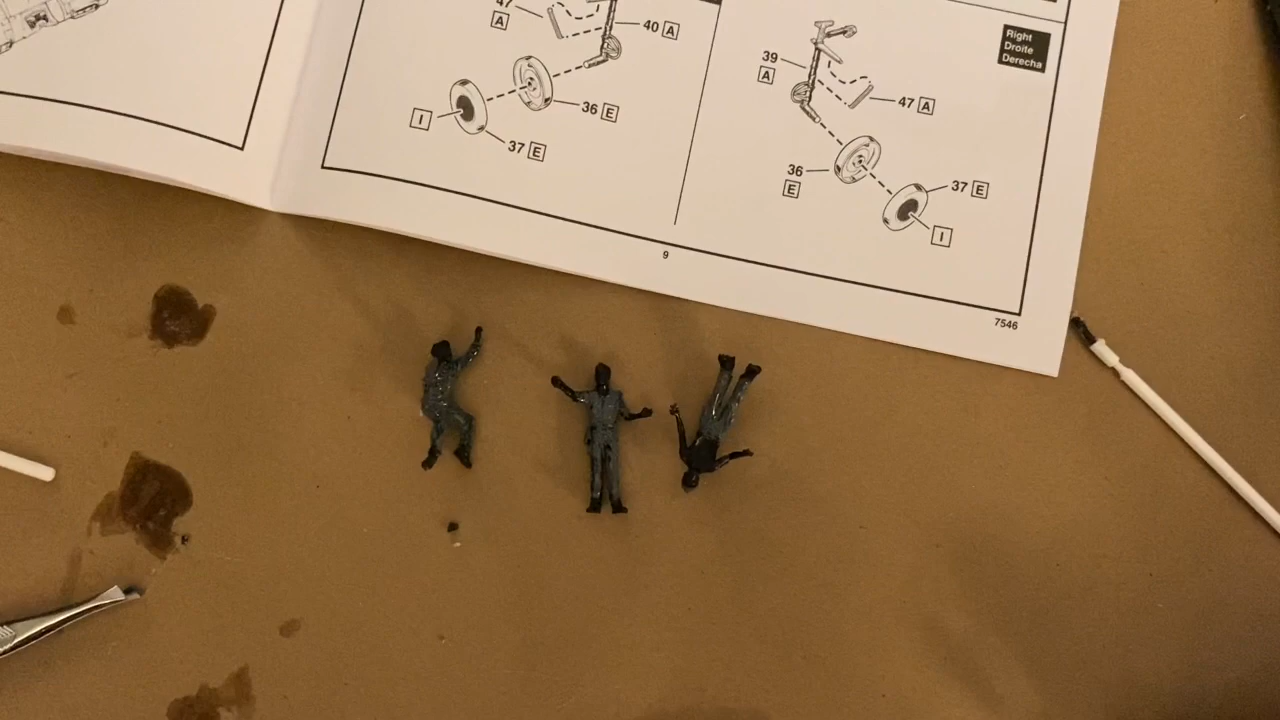 47
A
40 A
36 E
I
37 E
39
A
47 A
36
E
37 E
I
Right
Droite
Derecha
9
7546